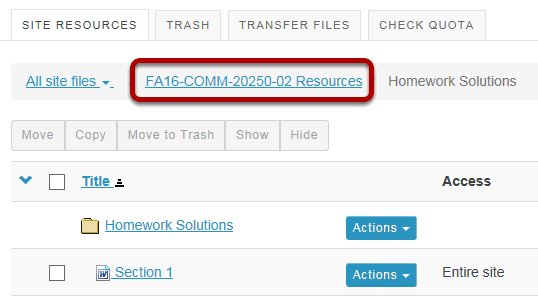 SITE RESOURCES TRASH TRANSFER FILES CHECK QUOTA
All site files FA16-COMM-20250-02 Resources Homework Solutions
Move Copy Move to Trash Show Hide
Title Access
Homework Solutions Actions
Section 1 Actions Entire site